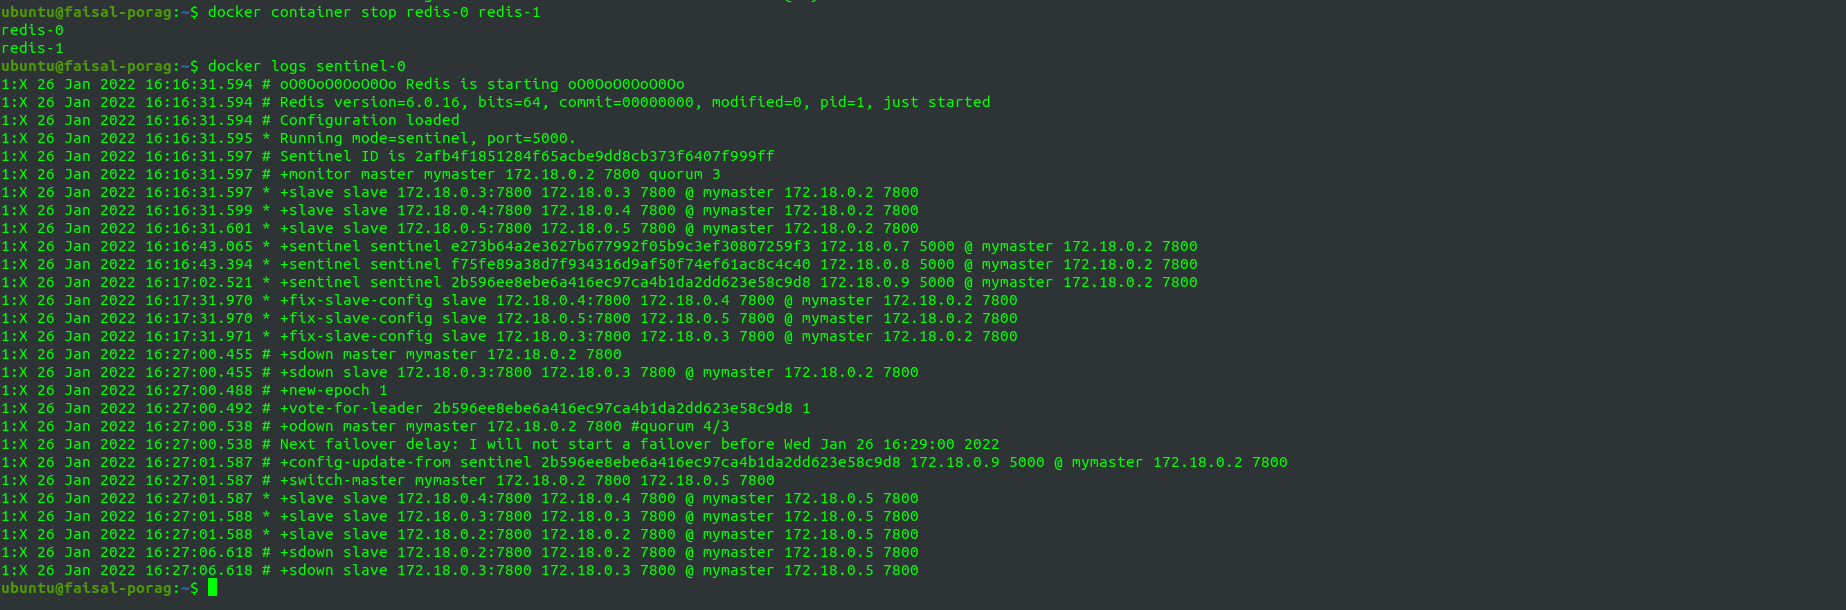 ubuntu@faisal-porag:~$ docker container stop redis-0 redis-1
redis-0
redis-1
ubuntu@faisal-porag:~$ docker logs sentinel-0
1:X 26 Jan 2022 16:16:31.594 # oO0OoO0OoO0Oo Redis is starting oO0OoO0OoO0Oo
1:X 26 Jan 2022 16:16:31.594 # Redis version=6.0.16, bits=64, commit=00000000, modified=0, pid=1, just started
1:X 26 Jan 2022 16:16:31.594 # Configuration loaded
1:X 26 Jan 2022 16:16:31.595 * Running mode=sentinel, port=5000.
1:X 26 Jan 2022 16:16:31.597 # Sentinel ID is 2afb4f1851284f65acbe9dd8cb373f6407f999ff
1:X 26 Jan 2022 16:16:31.597 # +monitor master mymaster 172.18.0.2 7800 quorum 3
1:X 26 Jan 2022 16:16:31.597 * +slave slave 172.18.0.3:7800 172.18.0.3 7800 @ mymaster 172.18.0.2 7800
1:X 26 Jan 2022 16:16:31.599 * +slave slave 172.18.0.4:7800 172.18.0.4 7800 @ mymaster 172.18.0.2 7800
1:X 26 Jan 2022 16:16:31.601 * +slave slave 172.18.0.5:7800 172.18.0.5 7800 @ mymaster 172.18.0.2 7800
1:X 26 Jan 2022 16:16:43.065 * +sentinel sentinel e273b64a2e3627b677992f05b9c3ef30807259f3 172.18.0.7 5000 @ mymaster 172.18.0.2 7800
1:X 26 Jan 2022 16:16:43.394 * +sentinel sentinel f75fe89a38d7f934316d9af50f74ef61ac8c4c40 172.18.0.8 5000 @ mymaster 172.18.0.2 7800
1:X 26 Jan 2022 16:17:02.521 * +sentinel sentinel 2b596ee8ebe6a416ec97ca4b1da2dd623e58c9d8 172.18.0.9 5000 @ mymaster 172.18.0.2 7800
1:X 26 Jan 2022 16:17:31.970 * +fix-slave-config slave 172.18.0.4:7800 172.18.0.4 7800 @ mymaster 172.18.0.2 7800
1:X 26 Jan 2022 16:17:31.970 * +fix-slave-config slave 172.18.0.5:7800 172.18.0.5 7800 @ mymaster 172.18.0.2 7800
1:X 26 Jan 2022 16:17:31.971 * +fix-slave-config slave 172.18.0.3:7800 172.18.0.3 7800 @ mymaster 172.18.0.2 7800
1:X 26 Jan 2022 16:27:00.455 # +sdown master mymaster 172.18.0.2 7800
1:X 26 Jan 2022 16:27:00.455 # +sdown slave 172.18.0.3:7800 172.18.0.3 7800 @ mymaster 172.18.0.2 7800
1:X 26 Jan 2022 16:27:00.488 # +new-epoch 1
1:X 26 Jan 2022 16:27:00.492 # +vote-for-leader 2b596ee8ebe6a416ec97ca4b1da2dd623e58c9d8 1
1:X 26 Jan 2022 16:27:00.538 # +odown master mymaster 172.18.0.2 7800 #quorum 4/3
1:X 26 Jan 2022 16:27:00.538 # Next failover delay: I will not start a failover before Wed Jan 26 16:29:00 2022
1:X 26 Jan 2022 16:27:01.587 # +config-update-from sentinel 2b596ee8ebe6a416ec97ca4b1da2dd623e58c9d8 172.18.0.9 5000 @ mymaster 172.18.0.2 7800
1:X 26 Jan 2022 16:27:01.587 # +switch-master mymaster 172.18.0.2 7800 172.18.0.5 7800
1:X 26 Jan 2022 16:27:01.587 * +slave slave 172.18.0.4:7800 172.18.0.4 7800 @ mymaster 172.18.0.5 7800
1:X 26 Jan 2022 16:27:01.588 * +slave slave 172.18.0.3:7800 172.18.0.3 7800 @ mymaster 172.18.0.5 7800
1:X 26 Jan 2022 16:27:01.588 * +slave slave 172.18.0.2:7800 172.18.0.2 7800 @ mymaster 172.18.0.5 7800
1:X 26 Jan 2022 16:27:06.618 # +sdown slave 172.18.0.2:7800 172.18.0.2 7800 @ mymaster 172.18.0.5 7800
1:X 26 Jan 2022 16:27:06.618 # +sdown slave 172.18.0.3:7800 172.18.0.3 7800 @ mymaster 172.18.0.5 7800
ubuntu@faisal-porag:~$